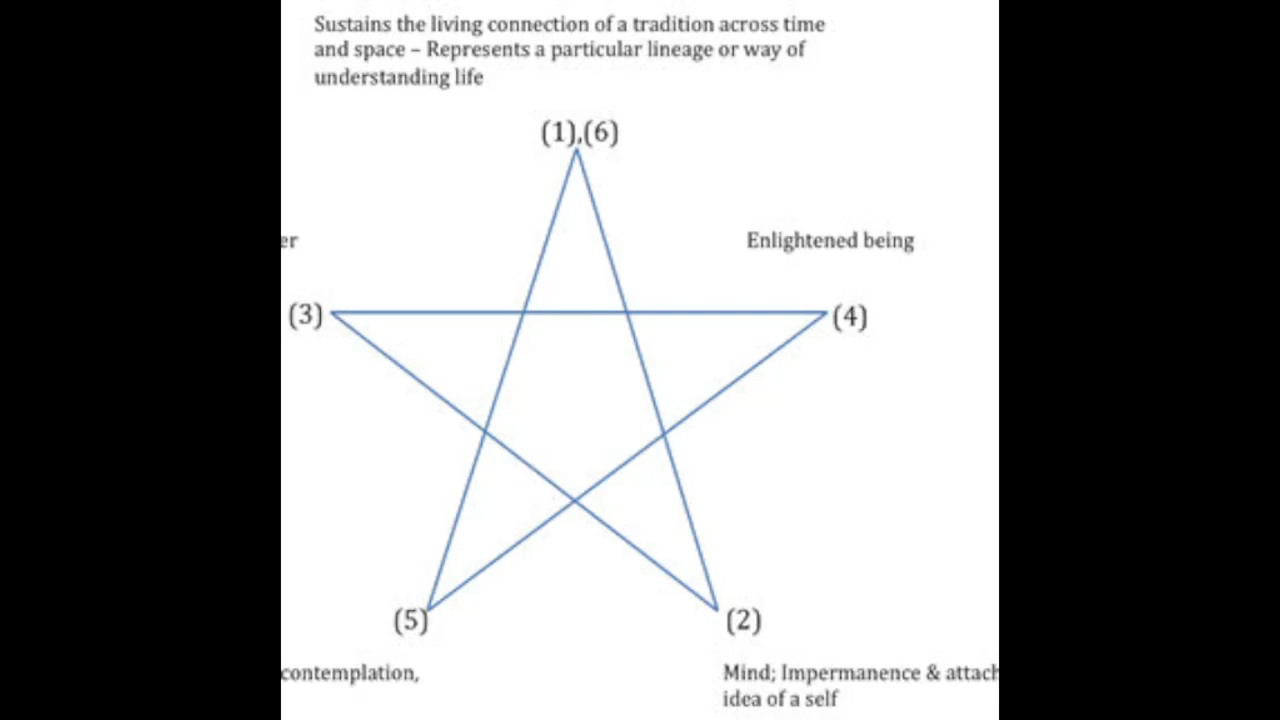 Sustains the living connection of a tradition across time
and space – Represents a particular lineage or way of
understanding life
(1),(6)
er
Enlightened being
(3)
(4)
(5)
(2)
contemplation,
Mind; Impermanence & attach
idea of a self